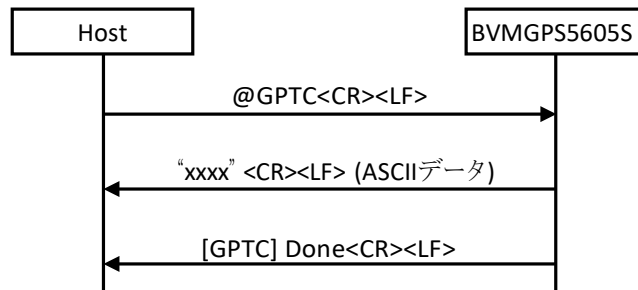 Host
BVMGPS5605S
@GPTC<CR><LF>
“xxxx” <CR><LF> (ASCIIデータ)
[GPTC] Done<CR><LF>